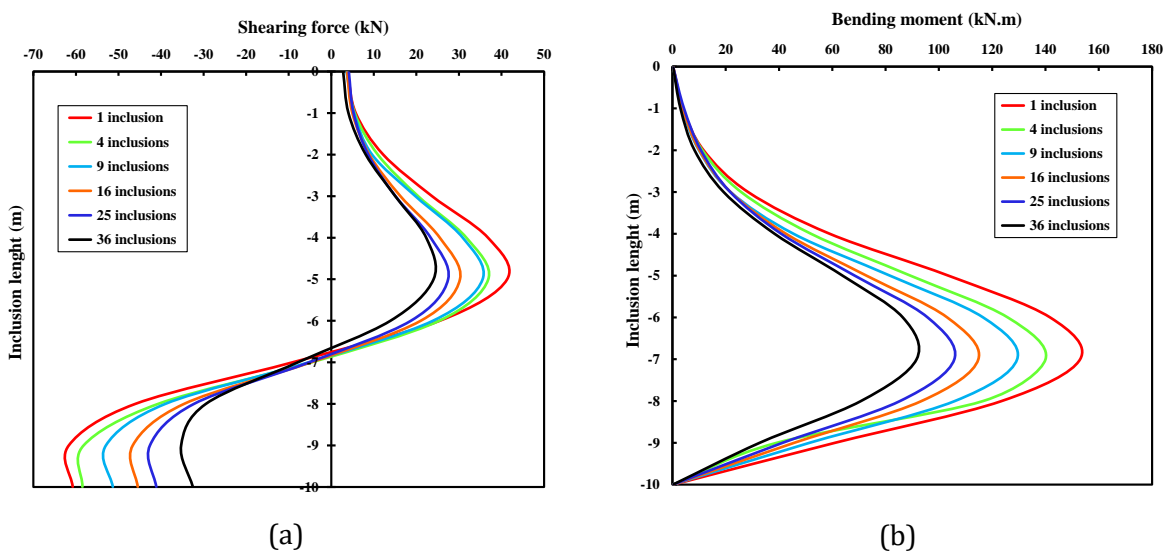 Shearing force (kN)
-70 -60 -50 -40 -30 -20 -10 0 10 20 30 40 50
0
-1
-2
-3
-4
-5
-6
-7
-8
-9
-10
Inclusion lenght (m)
1 inclusion
4 inclusions
9 inclusions
16 inclusions
25 inclusions
36 inclusions
(a)
Bending moment (kN.m)
0 20 40 60 80 100 120 140 160 180
0
-1
-2
-3
-4
-5
-6
-7
-8
-9
-10
Inclusion lenght (m)
1 inclusion
4 inclusions
9 inclusions
16 inclusions
25 inclusions
36 inclusions
(b)